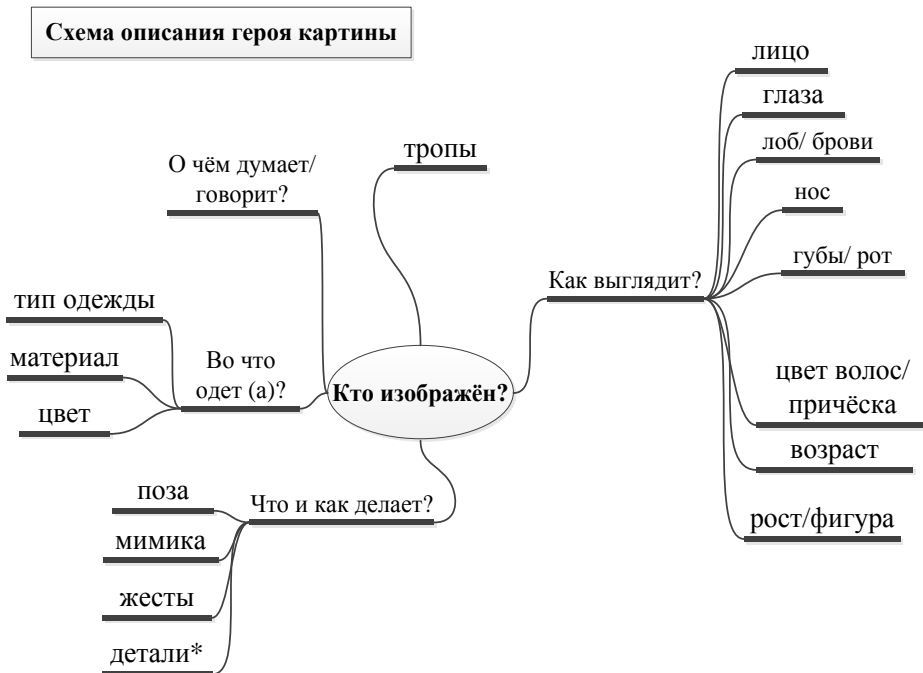 Схема описания героя картины
тропы
О чём думает/
говорит?
тип одежды
материал
цвет
Во что
одет (а)?
Кто изображён?
Что и как делает?
поза
мимика
жесты
детали*
Как выглядит?
лицо
глаза
лоб/ брови
нос
губы/ рот
цвет волос/
причёска
возраст
рост/фигура